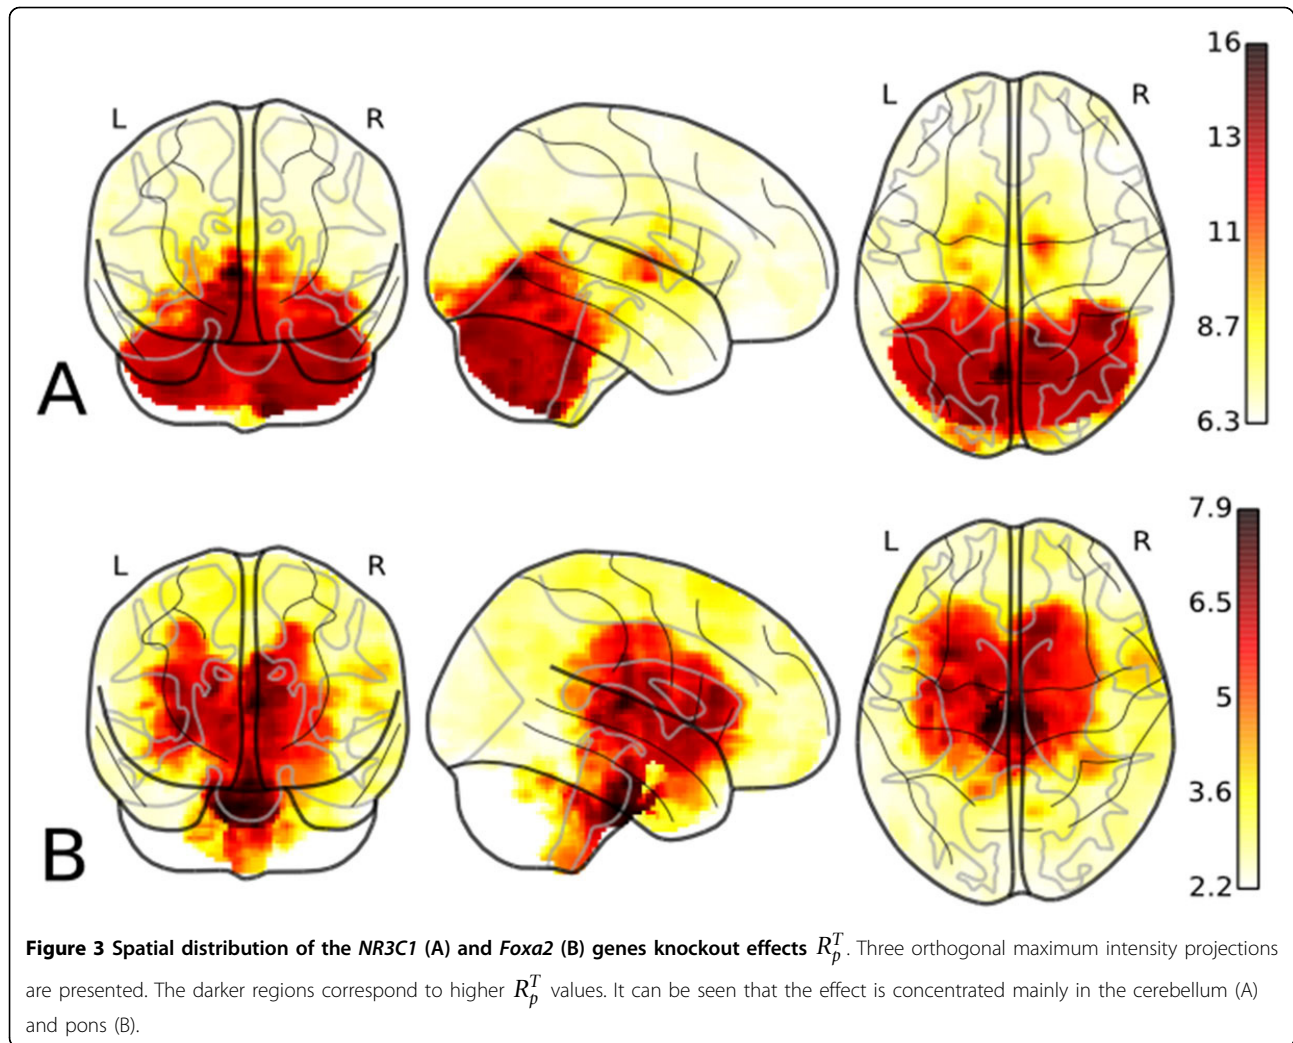 L
R
L
R
16
13
11
8.7
6.3
A
L
R
L
R
7.9
6.5
5
3.6
2.2
B
Figure 3 Spatial distribution of the NR3C1 (A) and Foxa2 (B) genes knockout effects R_p^T. Three orthogonal maximum intensity projections
are presented. The darker regions correspond to higher R_p^T values. It can be seen that the effect is concentrated mainly in the cerebellum (A)
and pons (B).